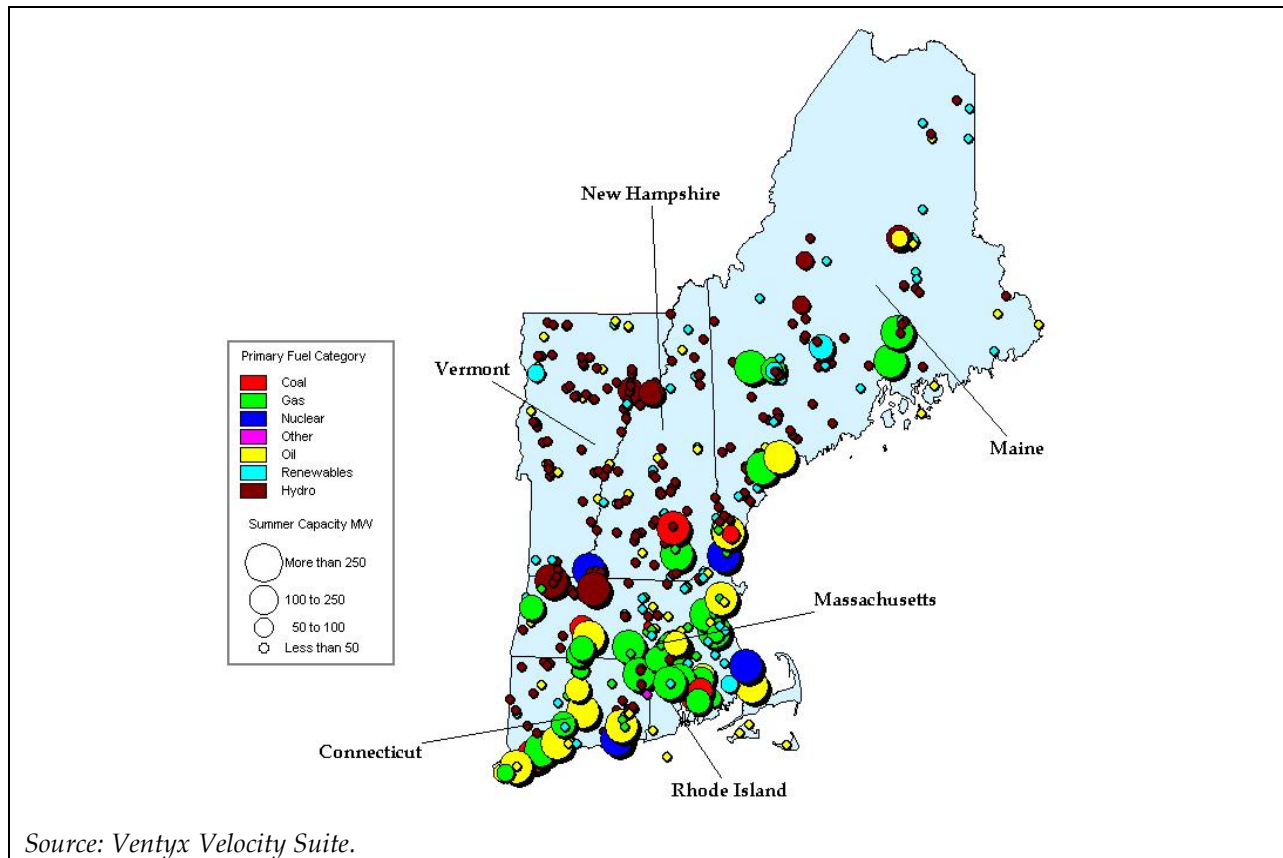 New Hampshire
Primary Fuel Category
Coal
Gas
Nuclear
Other
Oil
Renewables
Hydro
Summer Capacity MW
More than 250
100 to 250
50 to 100
Less than 50
Vermont
Maine
Massachusetts
Connecticut
Rhode Island
Source: Ventyx Velocity Suite.